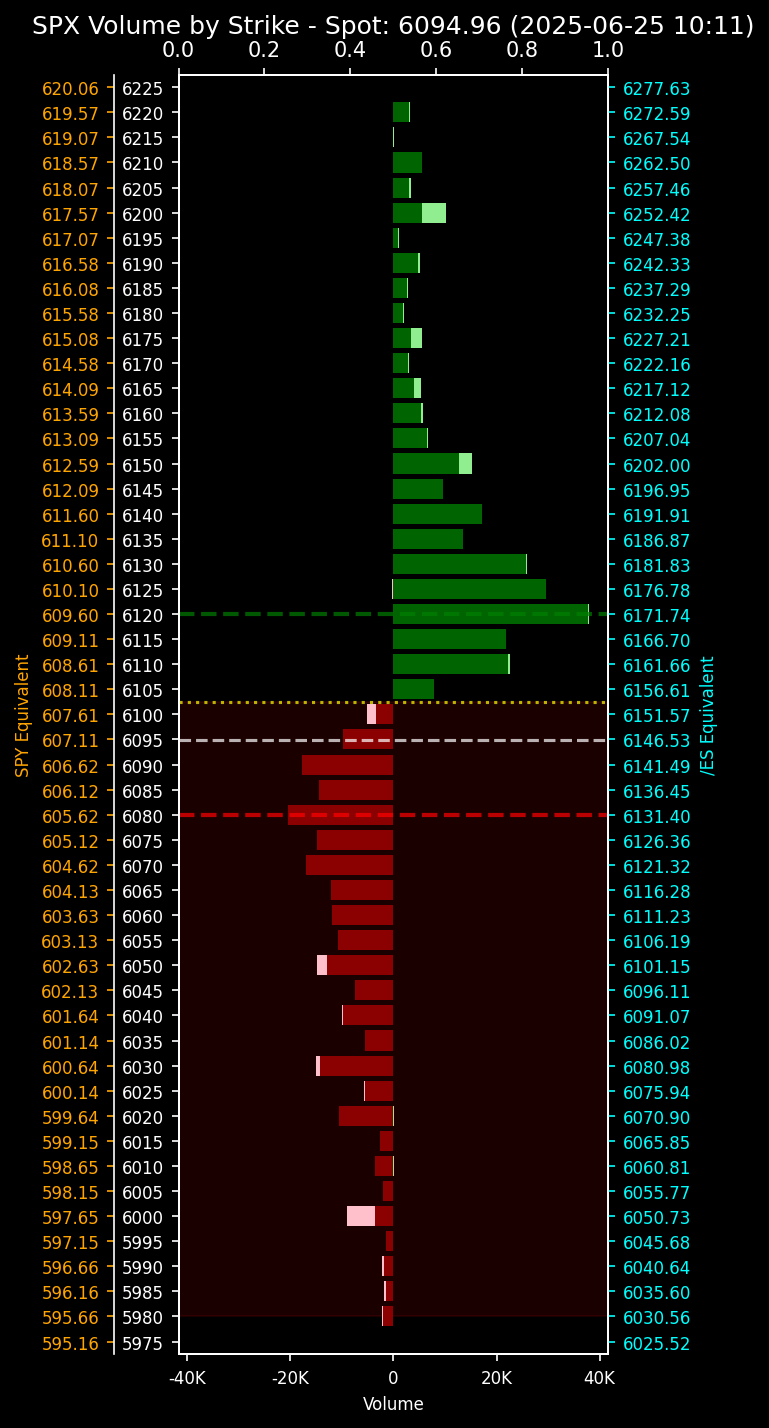 SPX Volume by Strike - Spot: 6094.96 (2025-06-25 10:11)
0.0 0.2 0.4 0.6 0.8 1.0
620.06 6225 6277.63
619.57 6220 6272.59
619.07 6215 6267.54
618.57 6210 6262.50
618.07 6205 6257.46
617.57 6200 6252.42
617.07 6195 6247.38
616.58 6190 6242.33
616.08 6185 6237.29
615.58 6180 6232.25
615.08 6175 6227.21
614.58 6170 6222.16
614.09 6165 6217.12
613.59 6160 6212.08
613.09 6155 6207.04
612.59 6150 6202.00
612.09 6145 6196.95
611.60 6140 6191.91
611.10 6135 6186.87
610.60 6130 6181.83
610.10 6125 6176.78
609.60 6120 6171.74
609.11 6115 6166.70
608.61 6110 6161.66
608.11 6105 6156.61
607.61 6100 6151.57
607.11 6095 6146.53
606.62 6090 6141.49
606.12 6085 6136.45
605.62 6080 6131.40
605.12 6075 6126.36
604.62 6070 6121.32
604.13 6065 6116.28
603.63 6060 6111.23
603.13 6055 6106.19
602.63 6050 6101.15
602.13 6045 6096.11
601.64 6040 6091.07
601.14 6035 6086.02
600.64 6030 6080.98
600.14 6025 6075.94
599.64 6020 6070.90
599.15 6015 6065.85
598.65 6010 6060.81
598.15 6005 6055.77
597.65 6000 6050.73
597.15 5995 6045.68
596.66 5990 6040.64
596.16 5985 6035.60
595.66 5980 6030.56
595.16 5975 6025.52
SPY Equivalent
/ES Equivalent
-40K -20K 0 20K 40K
Volume